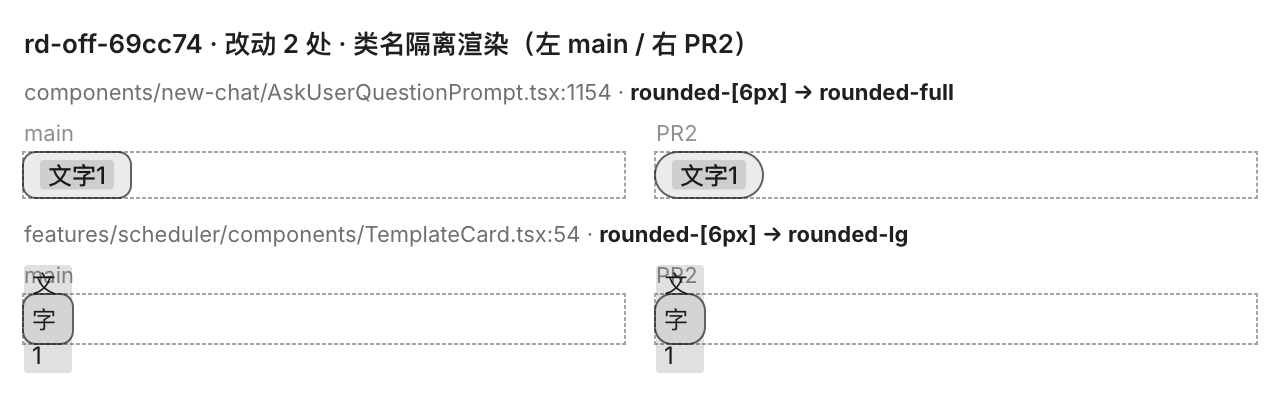 rd-off-69cc74 · 改动 2 处 · 类名隔离渲染（左 main / 右 PR2）
components/new-chat/AskUserQuestionPrompt.tsx:1154 · rounded-[6px] → rounded-full
main PR2
文字1 文字1
features/scheduler/components/TemplateCard.tsx:54 · rounded-[6px] → rounded-lg
main PR2
文 文
字 字
1 1